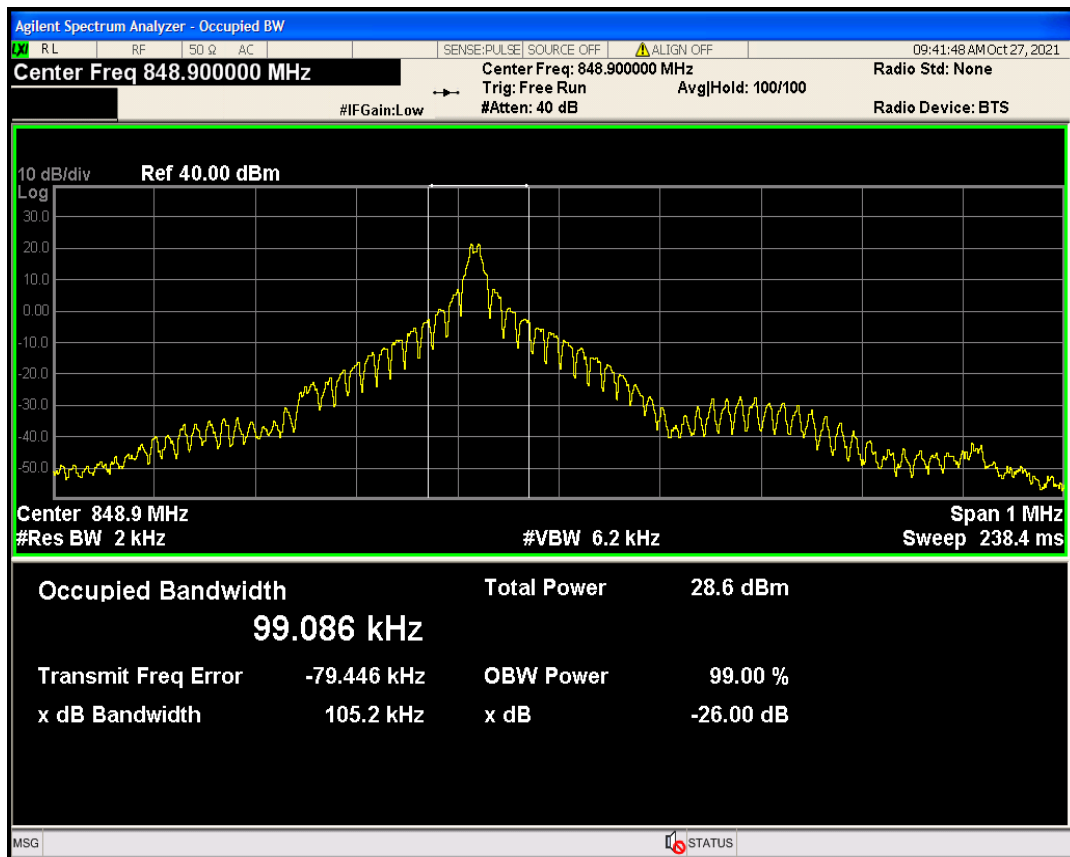 Agilent Spectrum Analyzer - Occupied BW
LXI RL RF 50 Ω AC SENSE:PULSE SOURCE OFF ALIGN OFF 09:41:48 AM Oct 27, 2021
Center Freq 848.900000 MHz
Center Freq: 848.900000 MHz
Radio Std: None
Trig: Free Run Avg|Hold: 100/100
#IFGain:Low
#Atten: 40 dB
Radio Device: BTS
10 dB/div Ref 40.00 dBm
Log
30.0
20.0
10.0
0.00
-10.0
-20.0
-30.0
-40.0
-50.0
Center 848.9 MHz Span 1 MHz
#Res BW 2 kHz #VBW 6.2 kHz Sweep 238.4 ms
Occupied Bandwidth Total Power 28.6 dBm
99.086 kHz
Transmit Freq Error -79.446 kHz OBW Power 99.00 %
x dB Bandwidth 105.2 kHz x dB -26.00 dB
MSG STATUS